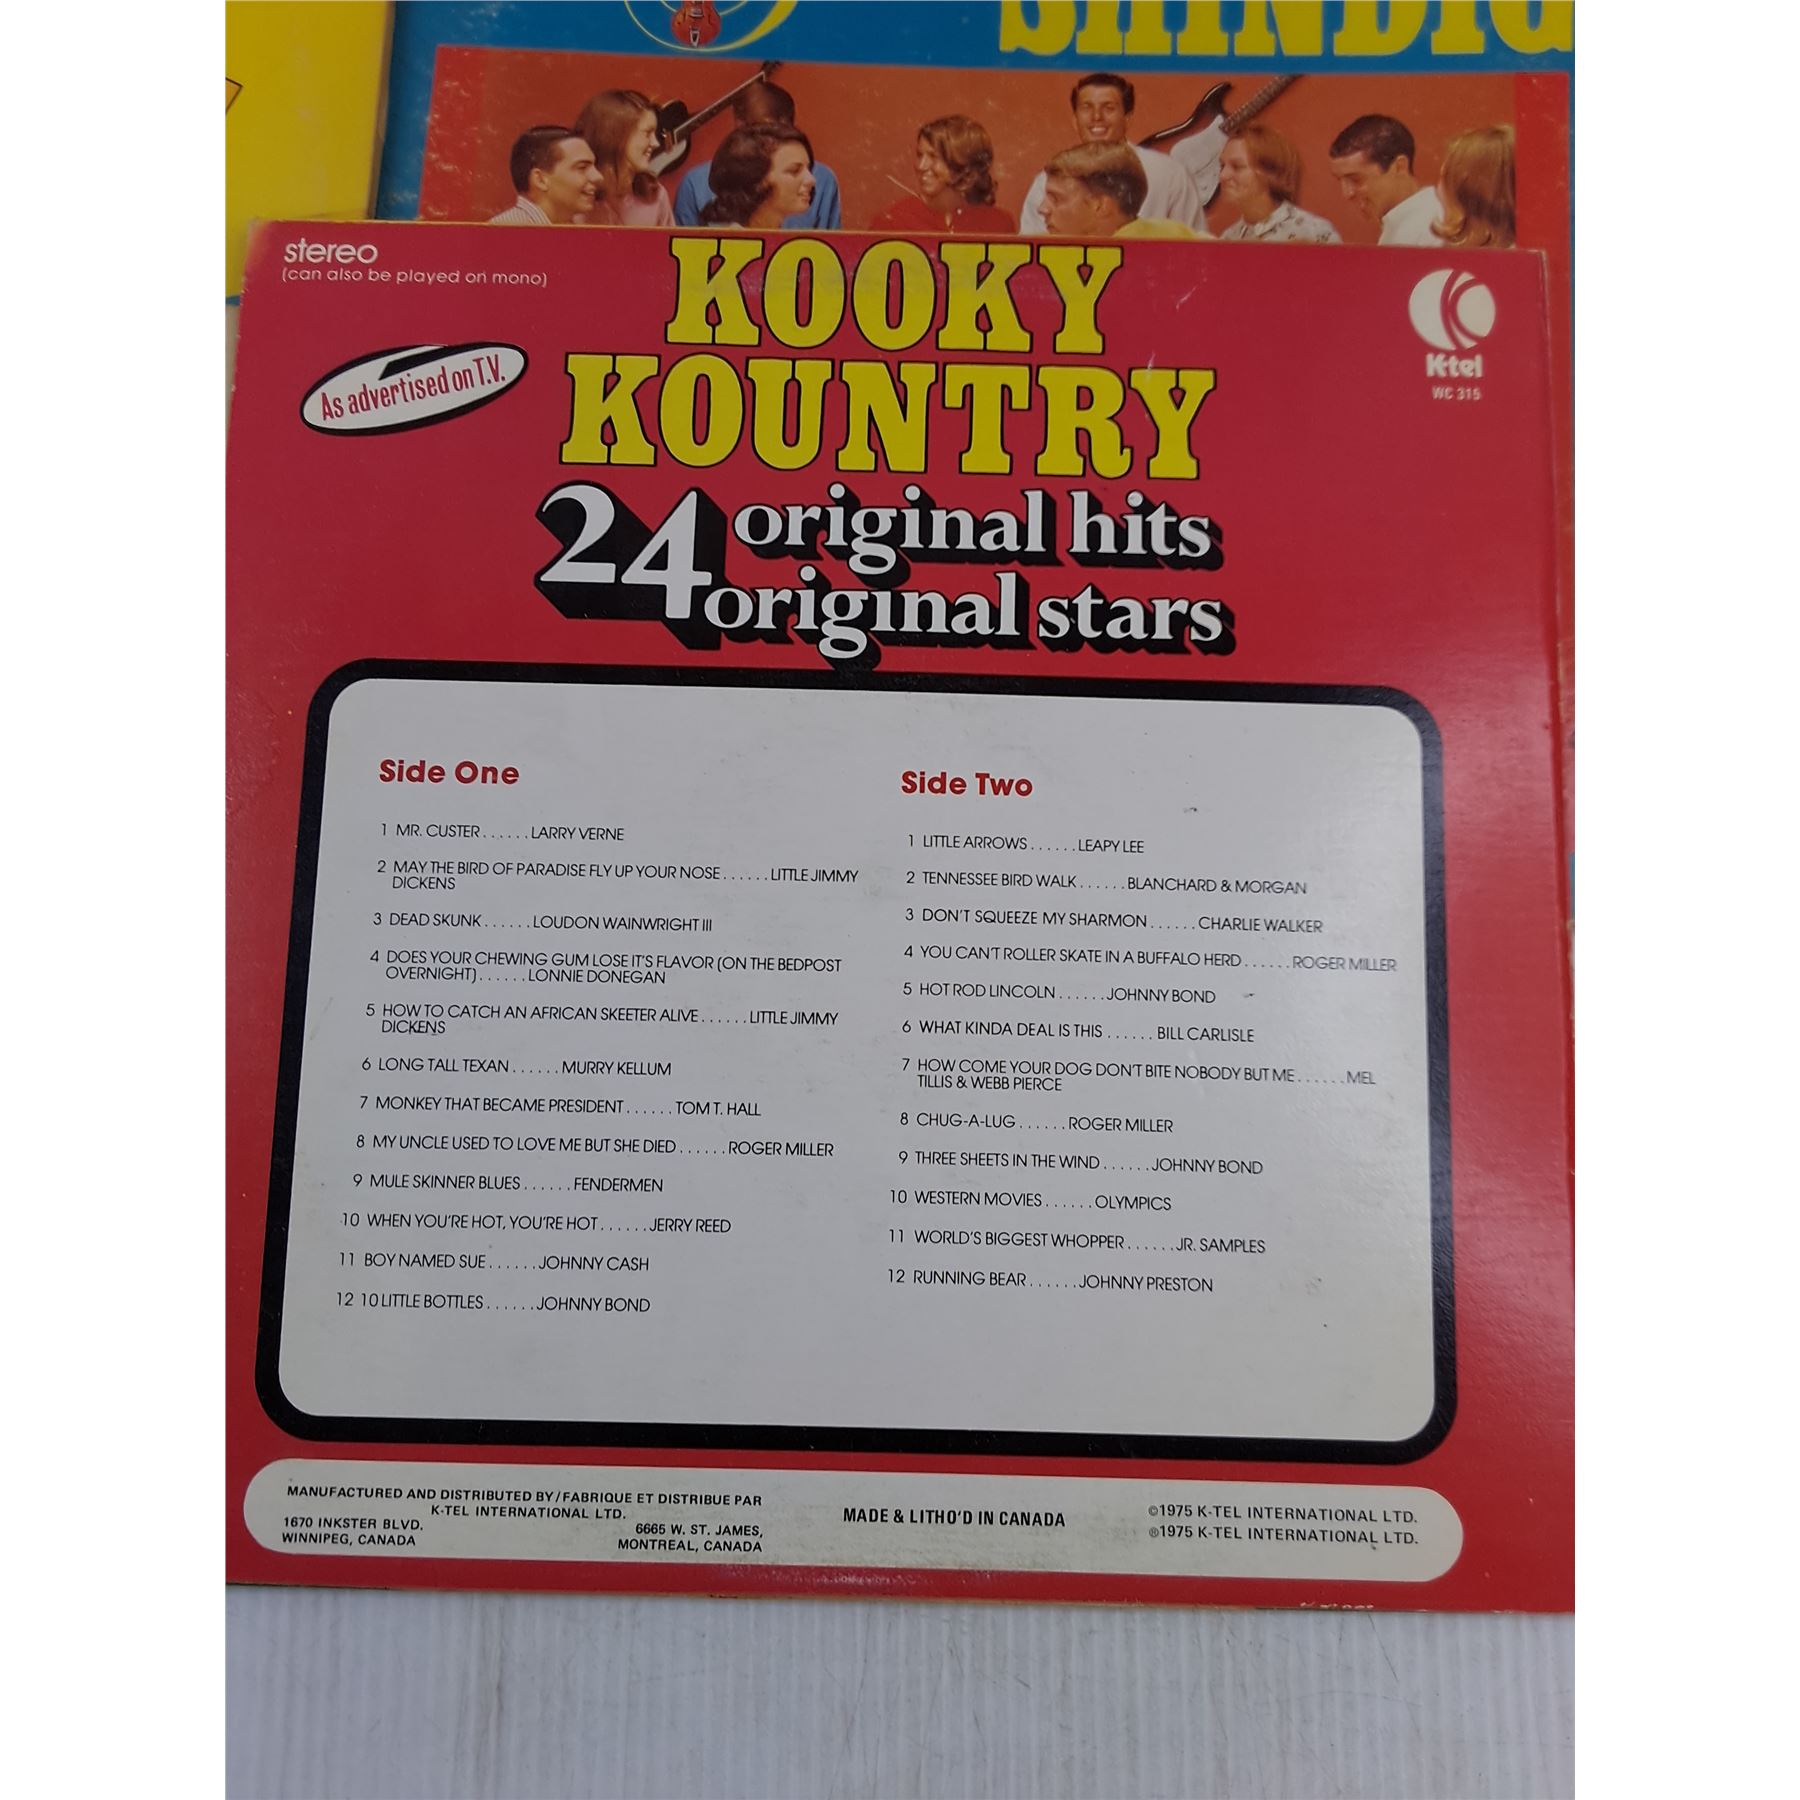 SHINDIG
stereo
(can also be played on mono)
As advertised on T.V.
KOOKY
KOUNTRY
24 original hits
original stars
K-tel
WC 315
Side One
1 MR. CUSTER . . . . . . LARRY VERNE
2 MAY THE BIRD OF PARADISE FLY UP YOUR NOSE . . . . . . LITTLE JIMMY
DICKENS
3 DEAD SKUNK . . . . . . LOUDON WAINWRIGHT III
4 DOES YOUR CHEWING GUM LOSE IT'S FLAVOR (ON THE BEDPOST
OVERNIGHT) . . . . . . LONNIE DONEGAN
5 HOW TO CATCH AN AFRICAN SKEETER ALIVE . . . . . . LITTLE JIMMY
DICKENS
6 LONG TALL TEXAN . . . . . . MURRY KELLUM
7 MONKEY THAT BECAME PRESIDENT . . . . . . TOM T. HALL
8 MY UNCLE USED TO LOVE ME BUT SHE DIED . . . . . . ROGER MILLER
9 MULE SKINNER BLUES . . . . . . FENDERMEN
10 WHEN YOU'RE HOT, YOU'RE HOT . . . . . . JERRY REED
11 BOY NAMED SUE . . . . . . JOHNNY CASH
12 10 LITTLE BOTTLES . . . . . . JOHNNY BOND
Side Two
1 LITTLE ARROWS . . . . . . LEAPY LEE
2 TENNESSEE BIRD WALK . . . . . . BLANCHARD & MORGAN
3 DON'T SQUEEZE MY SHARMON . . . . . . CHARLIE WALKER
4 YOU CAN'T ROLLER SKATE IN A BUFFALO HERD . . . . . . ROGER MILLER
5 HOT ROD LINCOLN . . . . . . JOHNNY BOND
6 WHAT KINDA DEAL IS THIS . . . . . . BILL CARLISLE
7 HOW COME YOUR DOG DON'T BITE NOBODY BUT ME . . . . . . MEL
TILLIS & WEBB PIERCE
8 CHUG-A-LUG . . . . . . ROGER MILLER
9 THREE SHEETS IN THE WIND . . . . . . JOHNNY BOND
10 WESTERN MOVIES . . . . . . OLYMPICS
11 WORLD'S BIGGEST WHOPPER . . . . . . JR. SAMPLES
12 RUNNING BEAR . . . . . . JOHNNY PRESTON
MANUFACTURED AND DISTRIBUTED BY/FABRIQUE ET DISTRIBUE PAR
K-TEL INTERNATIONAL LTD.
1670 INKSTER BLVD.
WINNIPEG, CANADA
6665 W. ST. JAMES,
MONTREAL, CANADA
MADE & LITHO'D IN CANADA
©1975 K-TEL INTERNATIONAL LTD.
℗1975 K-TEL INTERNATIONAL LTD.